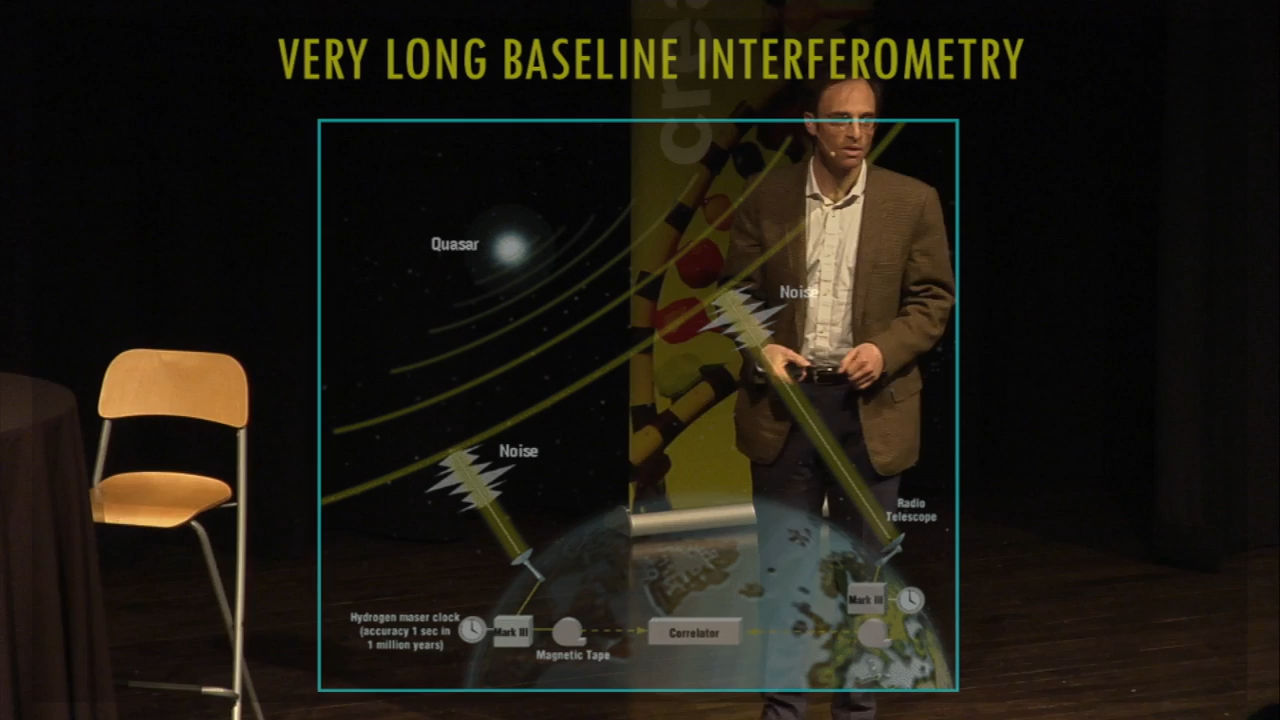 VERY LONG BASELINE INTERFEROMETRY
crea
Quasar
Noise
Noise
Radio
Telescope
Mark III
Hydrogen maser clock
(accuracy 1 sec in
1 million years)
Mark III
Correlator
Magnetic Tape